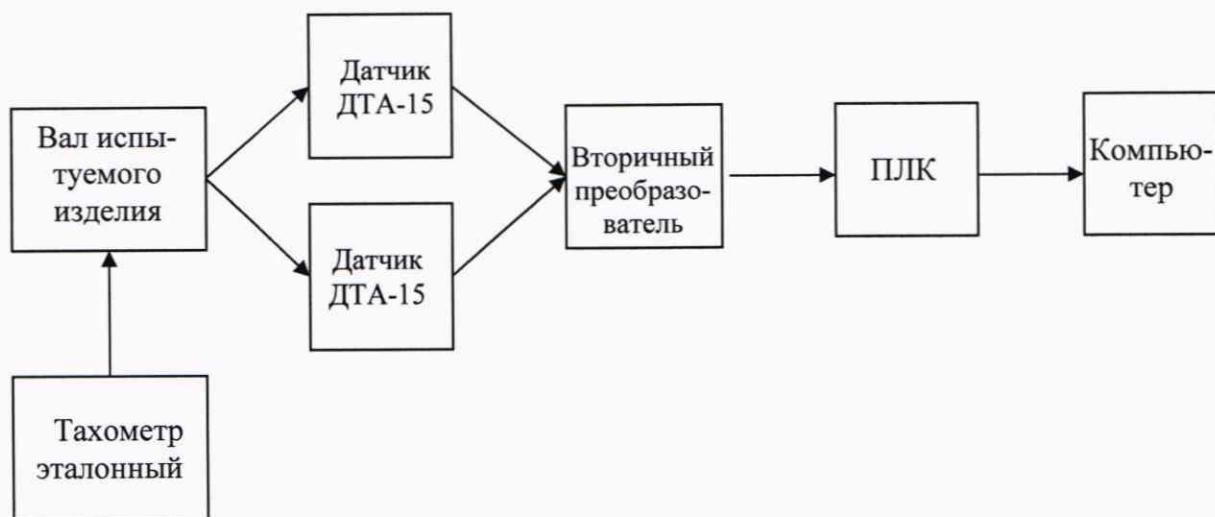 Датчик
ДТА-15
Вал испы-
туемого
изделия
Вторичный
преобразо-
ватель
ПЛК
Компью-
тер
Датчик
ДТА-15
Тахометр
эталонный